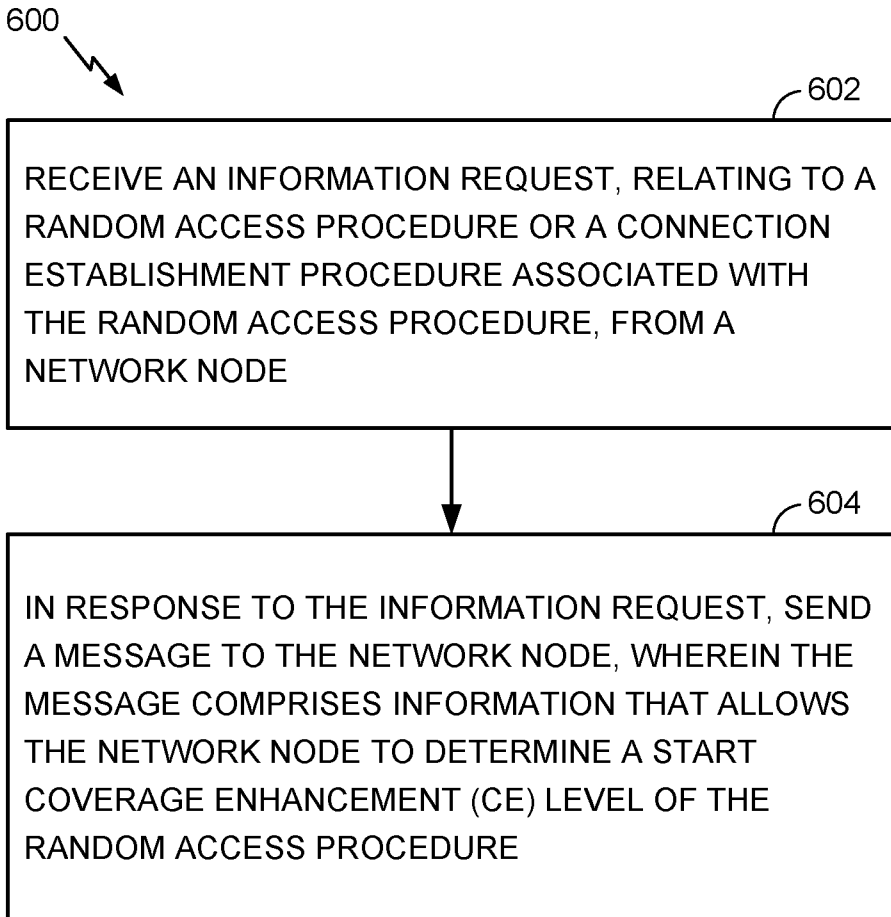 600
602
RECEIVE AN INFORMATION REQUEST, RELATING TO A
RANDOM ACCESS PROCEDURE OR A CONNECTION
ESTABLISHMENT PROCEDURE ASSOCIATED WITH
THE RANDOM ACCESS PROCEDURE, FROM A
NETWORK NODE
604
IN RESPONSE TO THE INFORMATION REQUEST, SEND
A MESSAGE TO THE NETWORK NODE, WHEREIN THE
MESSAGE COMPRISES INFORMATION THAT ALLOWS
THE NETWORK NODE TO DETERMINE A START
COVERAGE ENHANCEMENT (CE) LEVEL OF THE
RANDOM ACCESS PROCEDURE